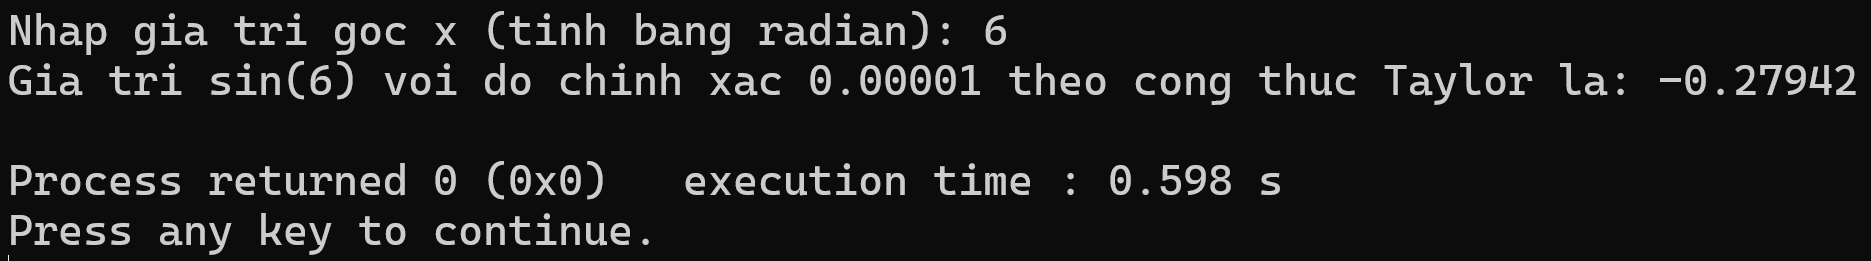 Nhap gia tri goc x (tinh bang radian): 6
Gia tri sin(6) voi do chinh xac 0.00001 theo cong thuc Taylor la: -0.27942
Process returned 0 (0x0)   execution time : 0.598 s
Press any key to continue.